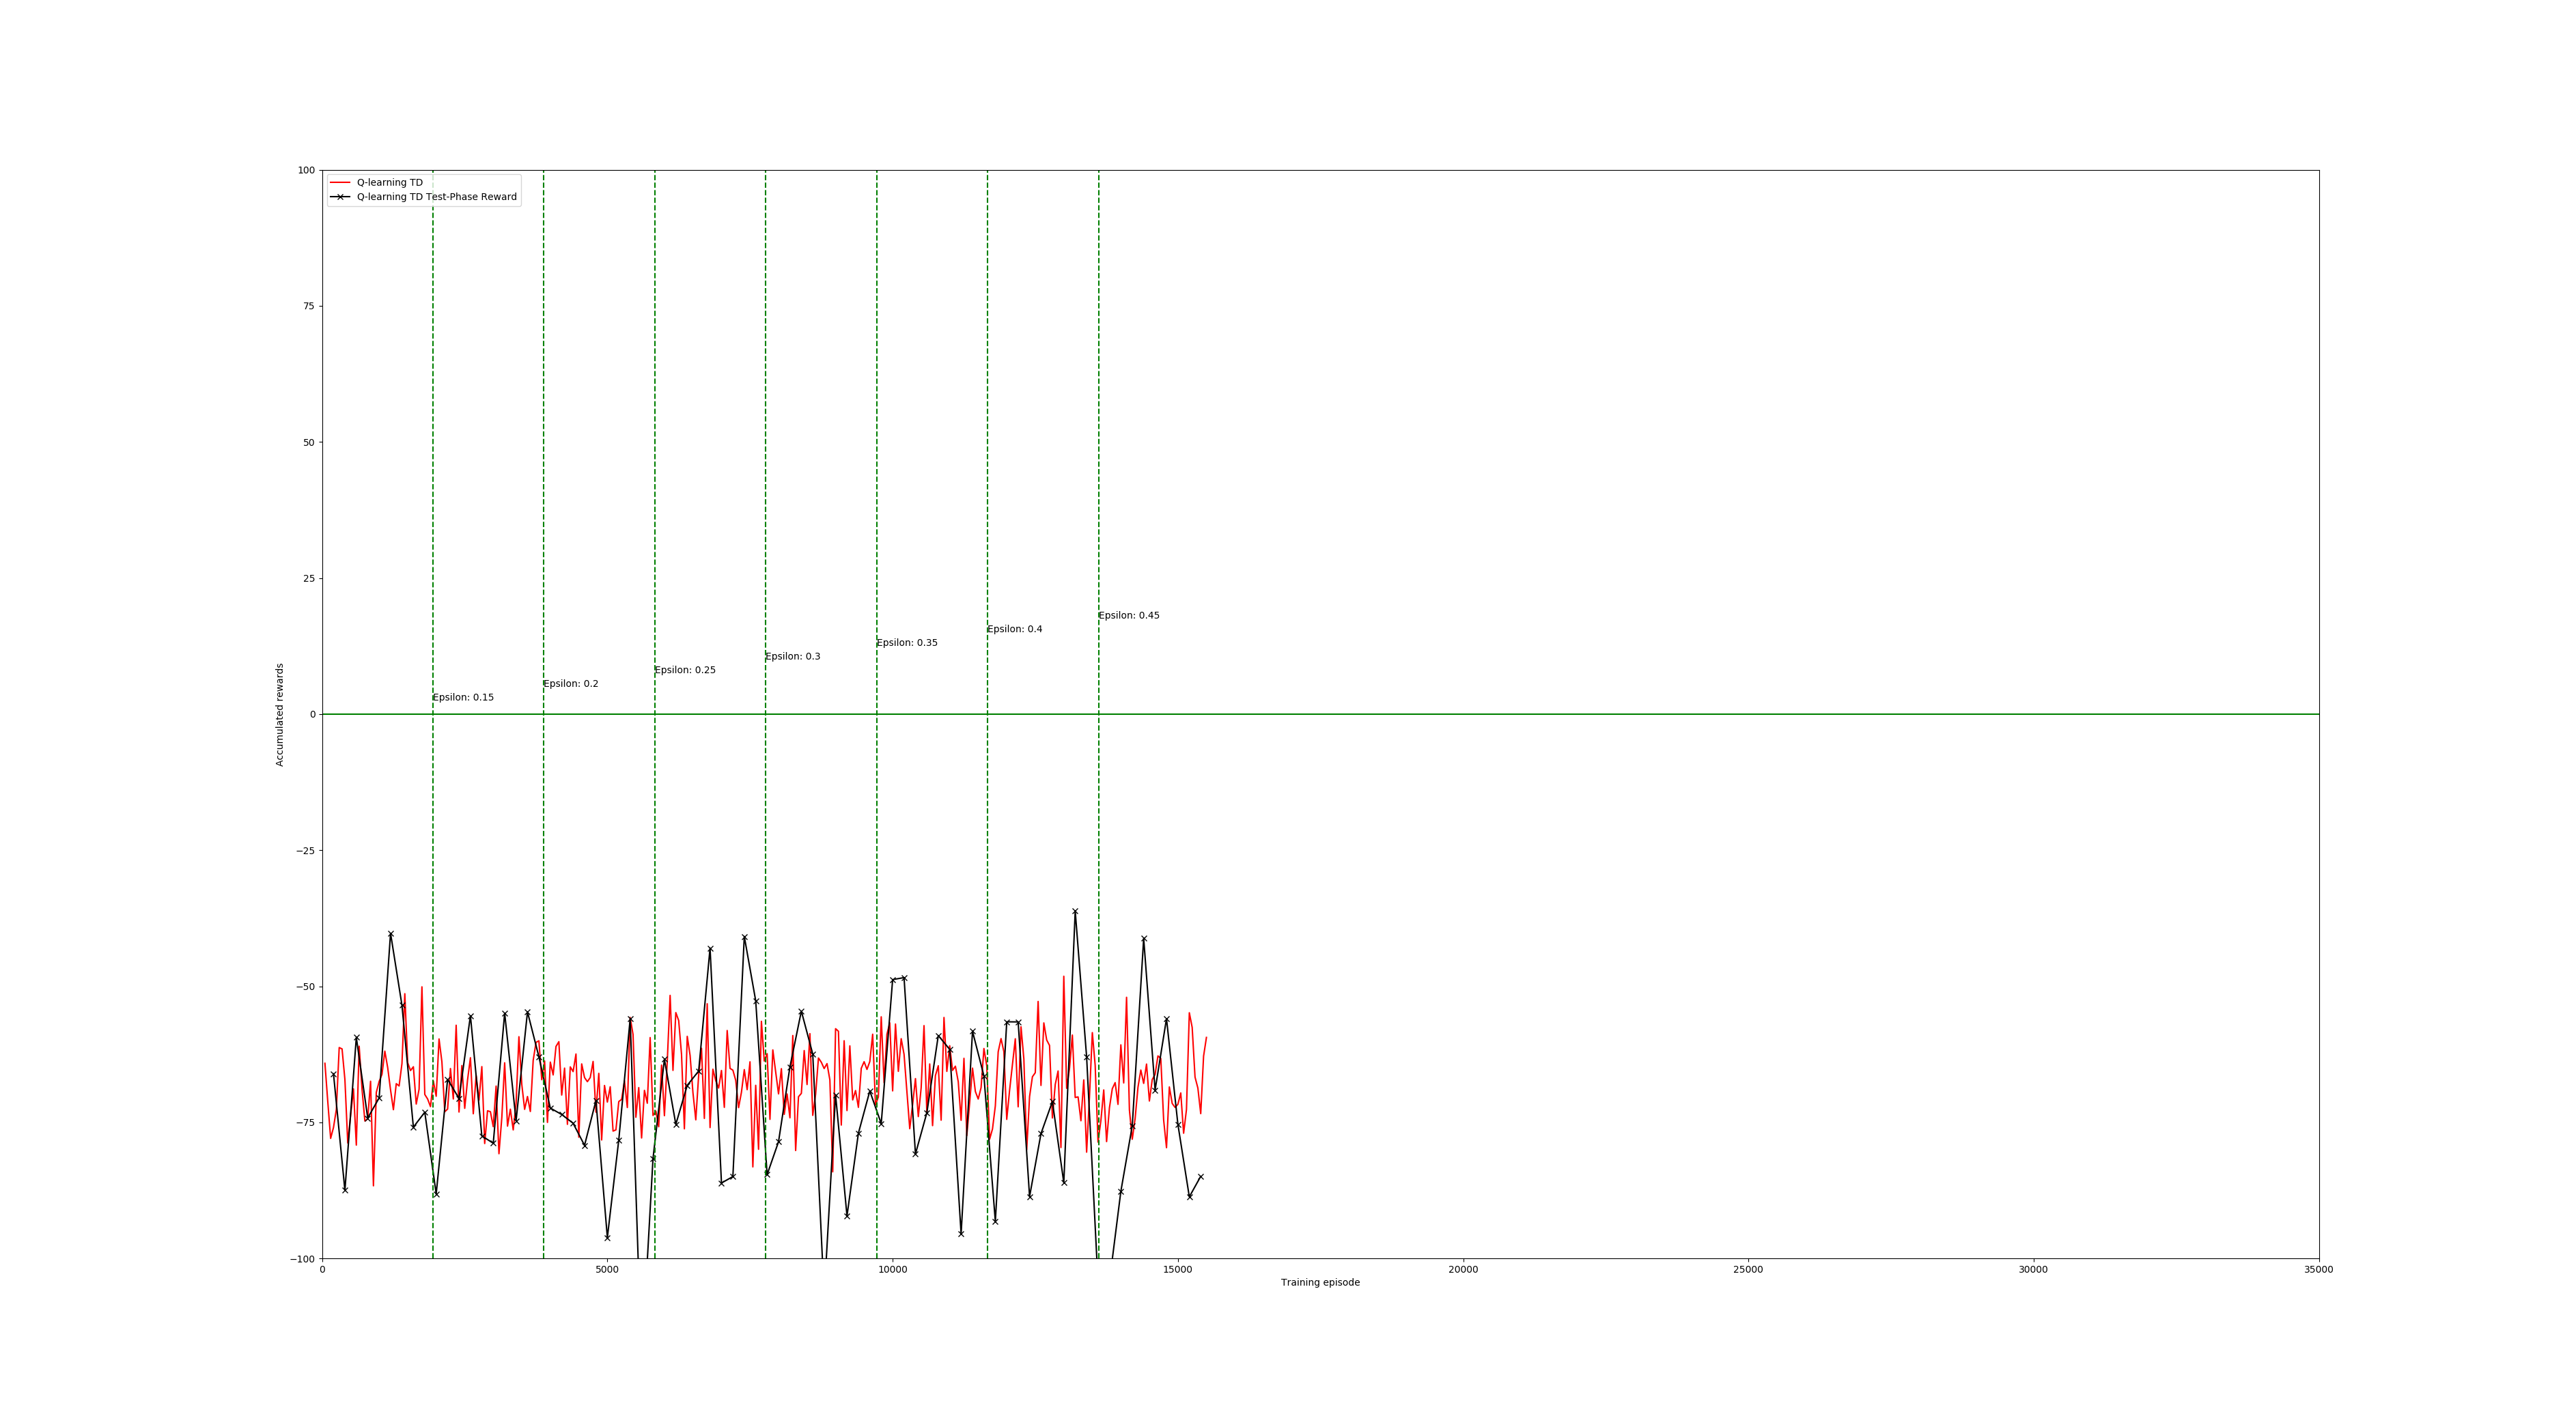 100
Q-learning TD
Q-learning TD Test-Phase Reward
75
50
25
Epsilon: 0.45
Epsilon: 0.4
Epsilon: 0.35
Epsilon: 0.3
Epsilon: 0.25
Epsilon: 0.2
Epsilon: 0.15
0
Accumulated rewards
−25
−50
−75
−100
0 5000 10000 15000 20000 25000 30000 35000
Training episode